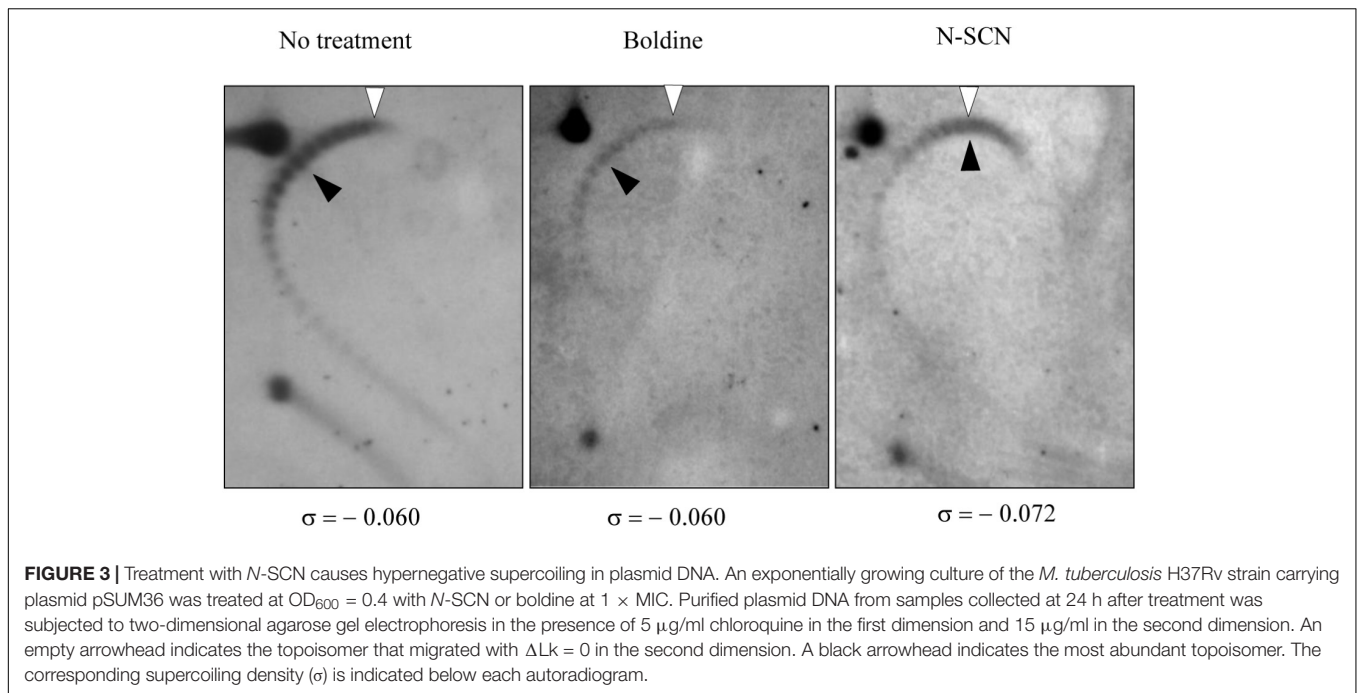 No treatment
Boldine
N-SCN
σ = – 0.060
σ = – 0.060
σ = – 0.072
FIGURE 3 | Treatment with N-SCN causes hypernegative supercoiling in plasmid DNA. An exponentially growing culture of the M. tuberculosis H37Rv strain carrying
plasmid pSUM36 was treated at OD₆₀₀ = 0.4 with N-SCN or boldine at 1 × MIC. Purified plasmid DNA from samples collected at 24 h after treatment was
subjected to two-dimensional agarose gel electrophoresis in the presence of 5 μg/ml chloroquine in the first dimension and 15 μg/ml in the second dimension. An
empty arrowhead indicates the topoisomer that migrated with ΔLk = 0 in the second dimension. A black arrowhead indicates the most abundant topoisomer. The
corresponding supercoiling density (σ) is indicated below each autoradiogram.